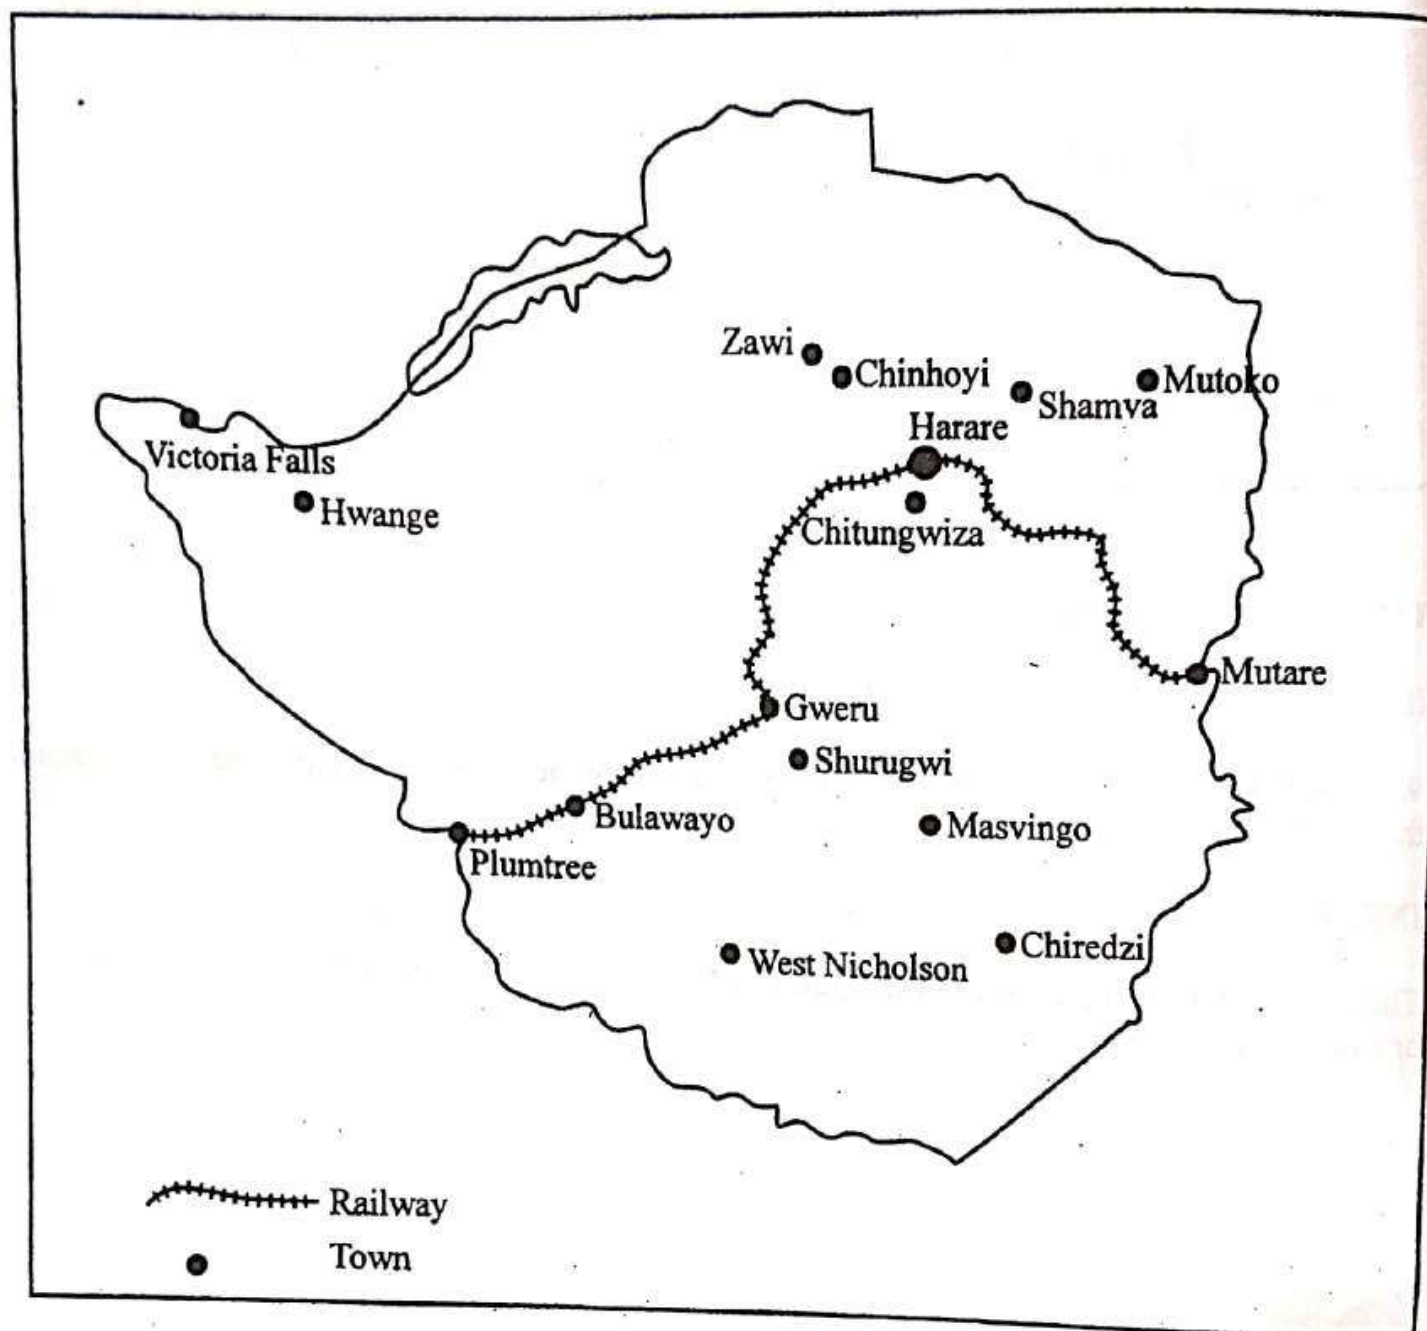 Zawi
Chinhoyi
Mutoko
Shamva
Harare
Victoria Falls
Hwange
Chitungwiza
Mutare
Gweru
Shurugwi
Bulawayo
Masvingo
Plumtree
Chiredzi
West Nicholson
Railway
Town